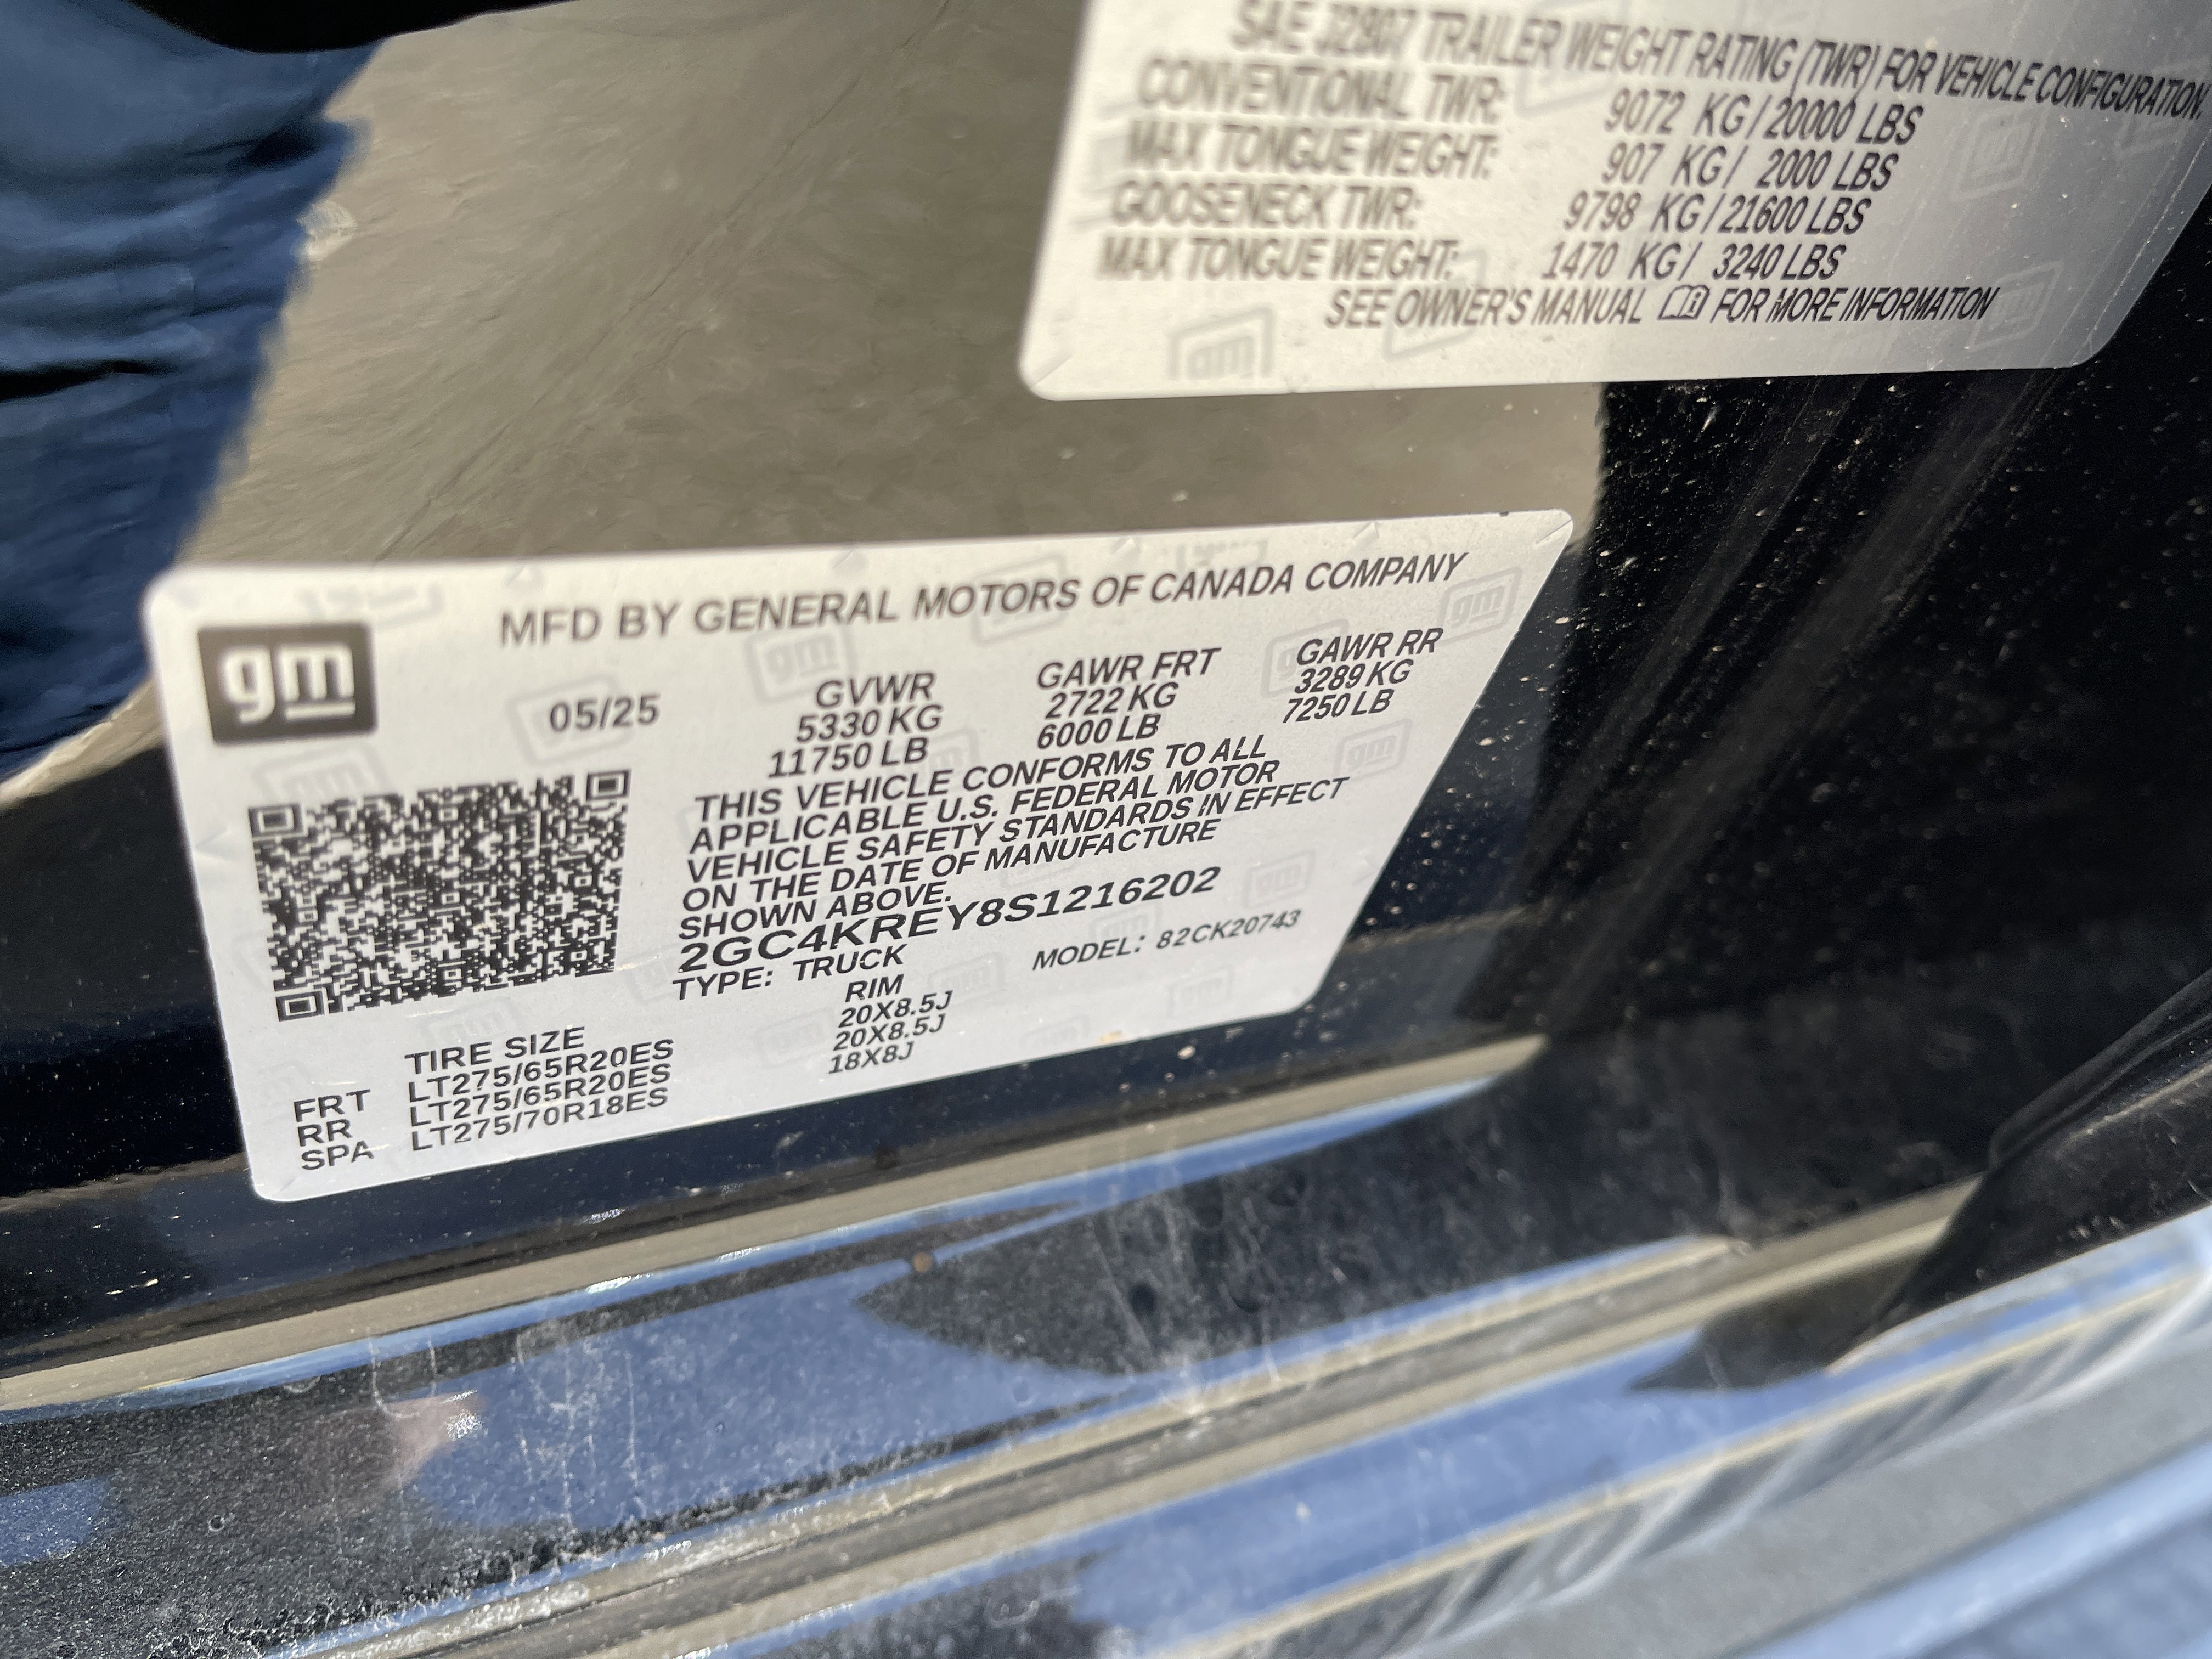 SAE J2807 TRAILER WEIGHT RATING (TWR) FOR VEHICLE CONFIGURATION:
CONVENTIONAL TWR: 9072 KG / 20000 LBS
MAX TONGUE WEIGHT: 907 KG / 2000 LBS
GOOSENECK TWR: 9798 KG / 21600 LBS
MAX TONGUE WEIGHT: 1470 KG / 3240 LBS
SEE OWNER'S MANUAL FOR MORE INFORMATION
gm
MFD BY GENERAL MOTORS OF CANADA COMPANY
05/25 GVWR GAWR FRT GAWR RR
5330 KG 2722 KG 3289 KG
11750 LB 6000 LB 7250 LB
THIS VEHICLE CONFORMS TO ALL
APPLICABLE U.S. FEDERAL MOTOR
VEHICLE SAFETY STANDARDS IN EFFECT
ON THE DATE OF MANUFACTURE
SHOWN ABOVE.
2GC4KREY8S1216202
TYPE: TRUCK MODEL: 82CK20743
TIRE SIZE RIM
FRT LT275/65R20ES 20X8.5J
RR LT275/65R20ES 20X8.5J
SPA LT275/70R18ES 18X8J